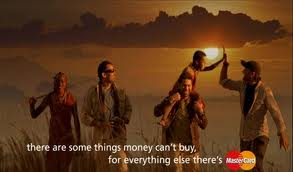 there are some things money can't buy,
for everything else there's MasterCard